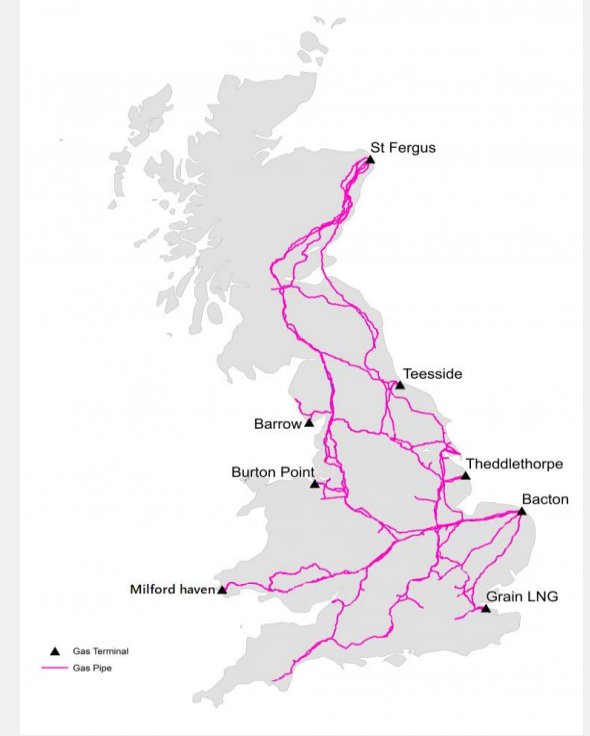 St Fergus
Teesside
Barrow
Theddlethorpe
Burton Point
Bacton
Milford haven
Grain LNG
Gas Terminal
Gas Pipe